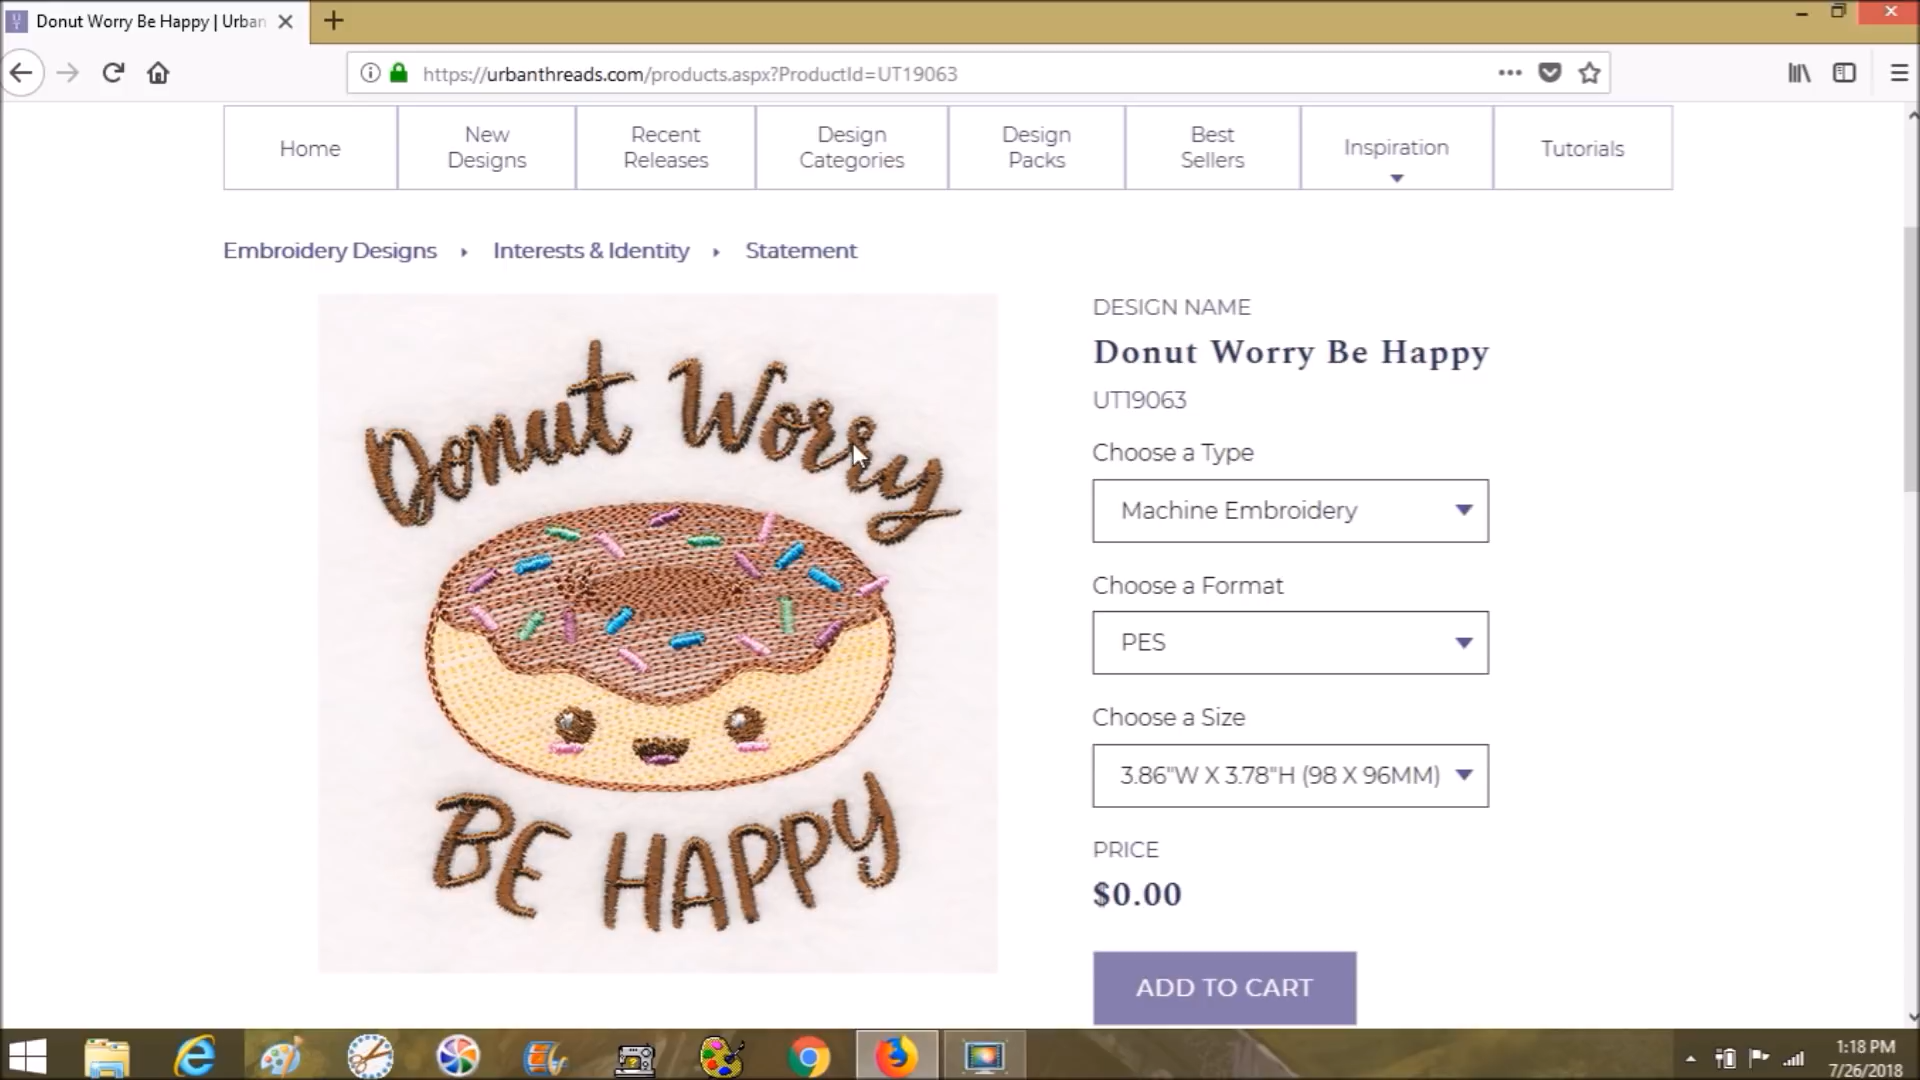 Donut Worry Be Happy | Urban
https://urbanthreads.com/products.aspx?ProductId=UT19063
Home
New
Designs
Recent
Releases
Design
Categories
Design
Packs
Best
Sellers
Inspiration
Tutorials
Embroidery Designs
Interests & Identity
Statement
Donut Worry
BE HAPPY
DESIGN NAME
Donut Worry Be Happy
UT19063
Choose a Type
Machine Embroidery
Choose a Format
PES
Choose a Size
3.86"W X 3.78"H (98 X 96MM)
PRICE
$0.00
ADD TO CART
1:18 PM
7/26/2018